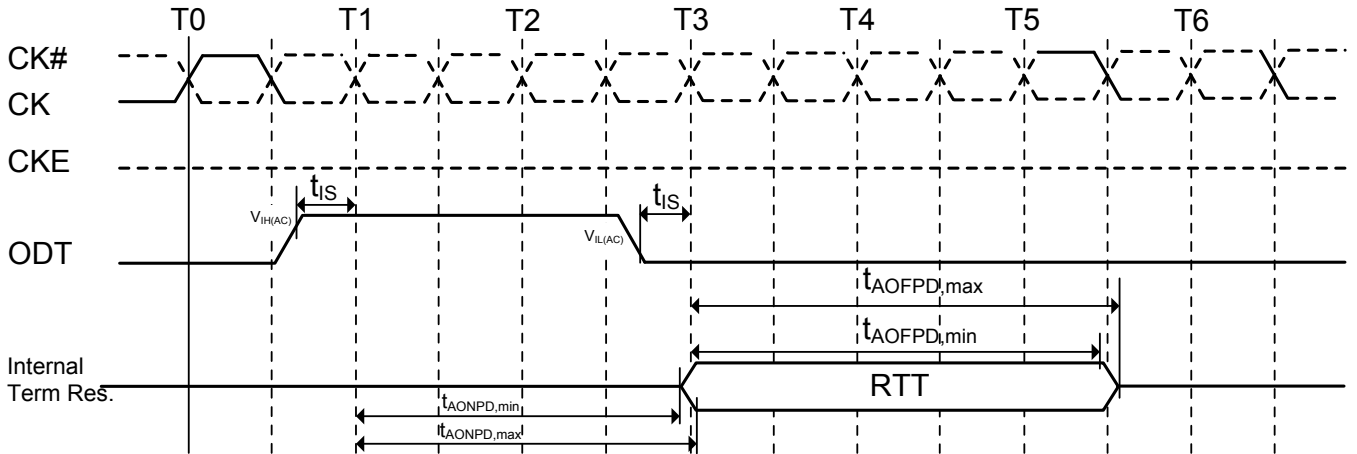 T0 T1 T2 T3 T4 T5 T6
CK#
CK
CKE
tIS tIS
VIH(AC) VIL(AC)
ODT
tAOFPD,max
tAOFPD,min
Internal
Term Res.
RTT
tAONPD,min
tAONPD,max